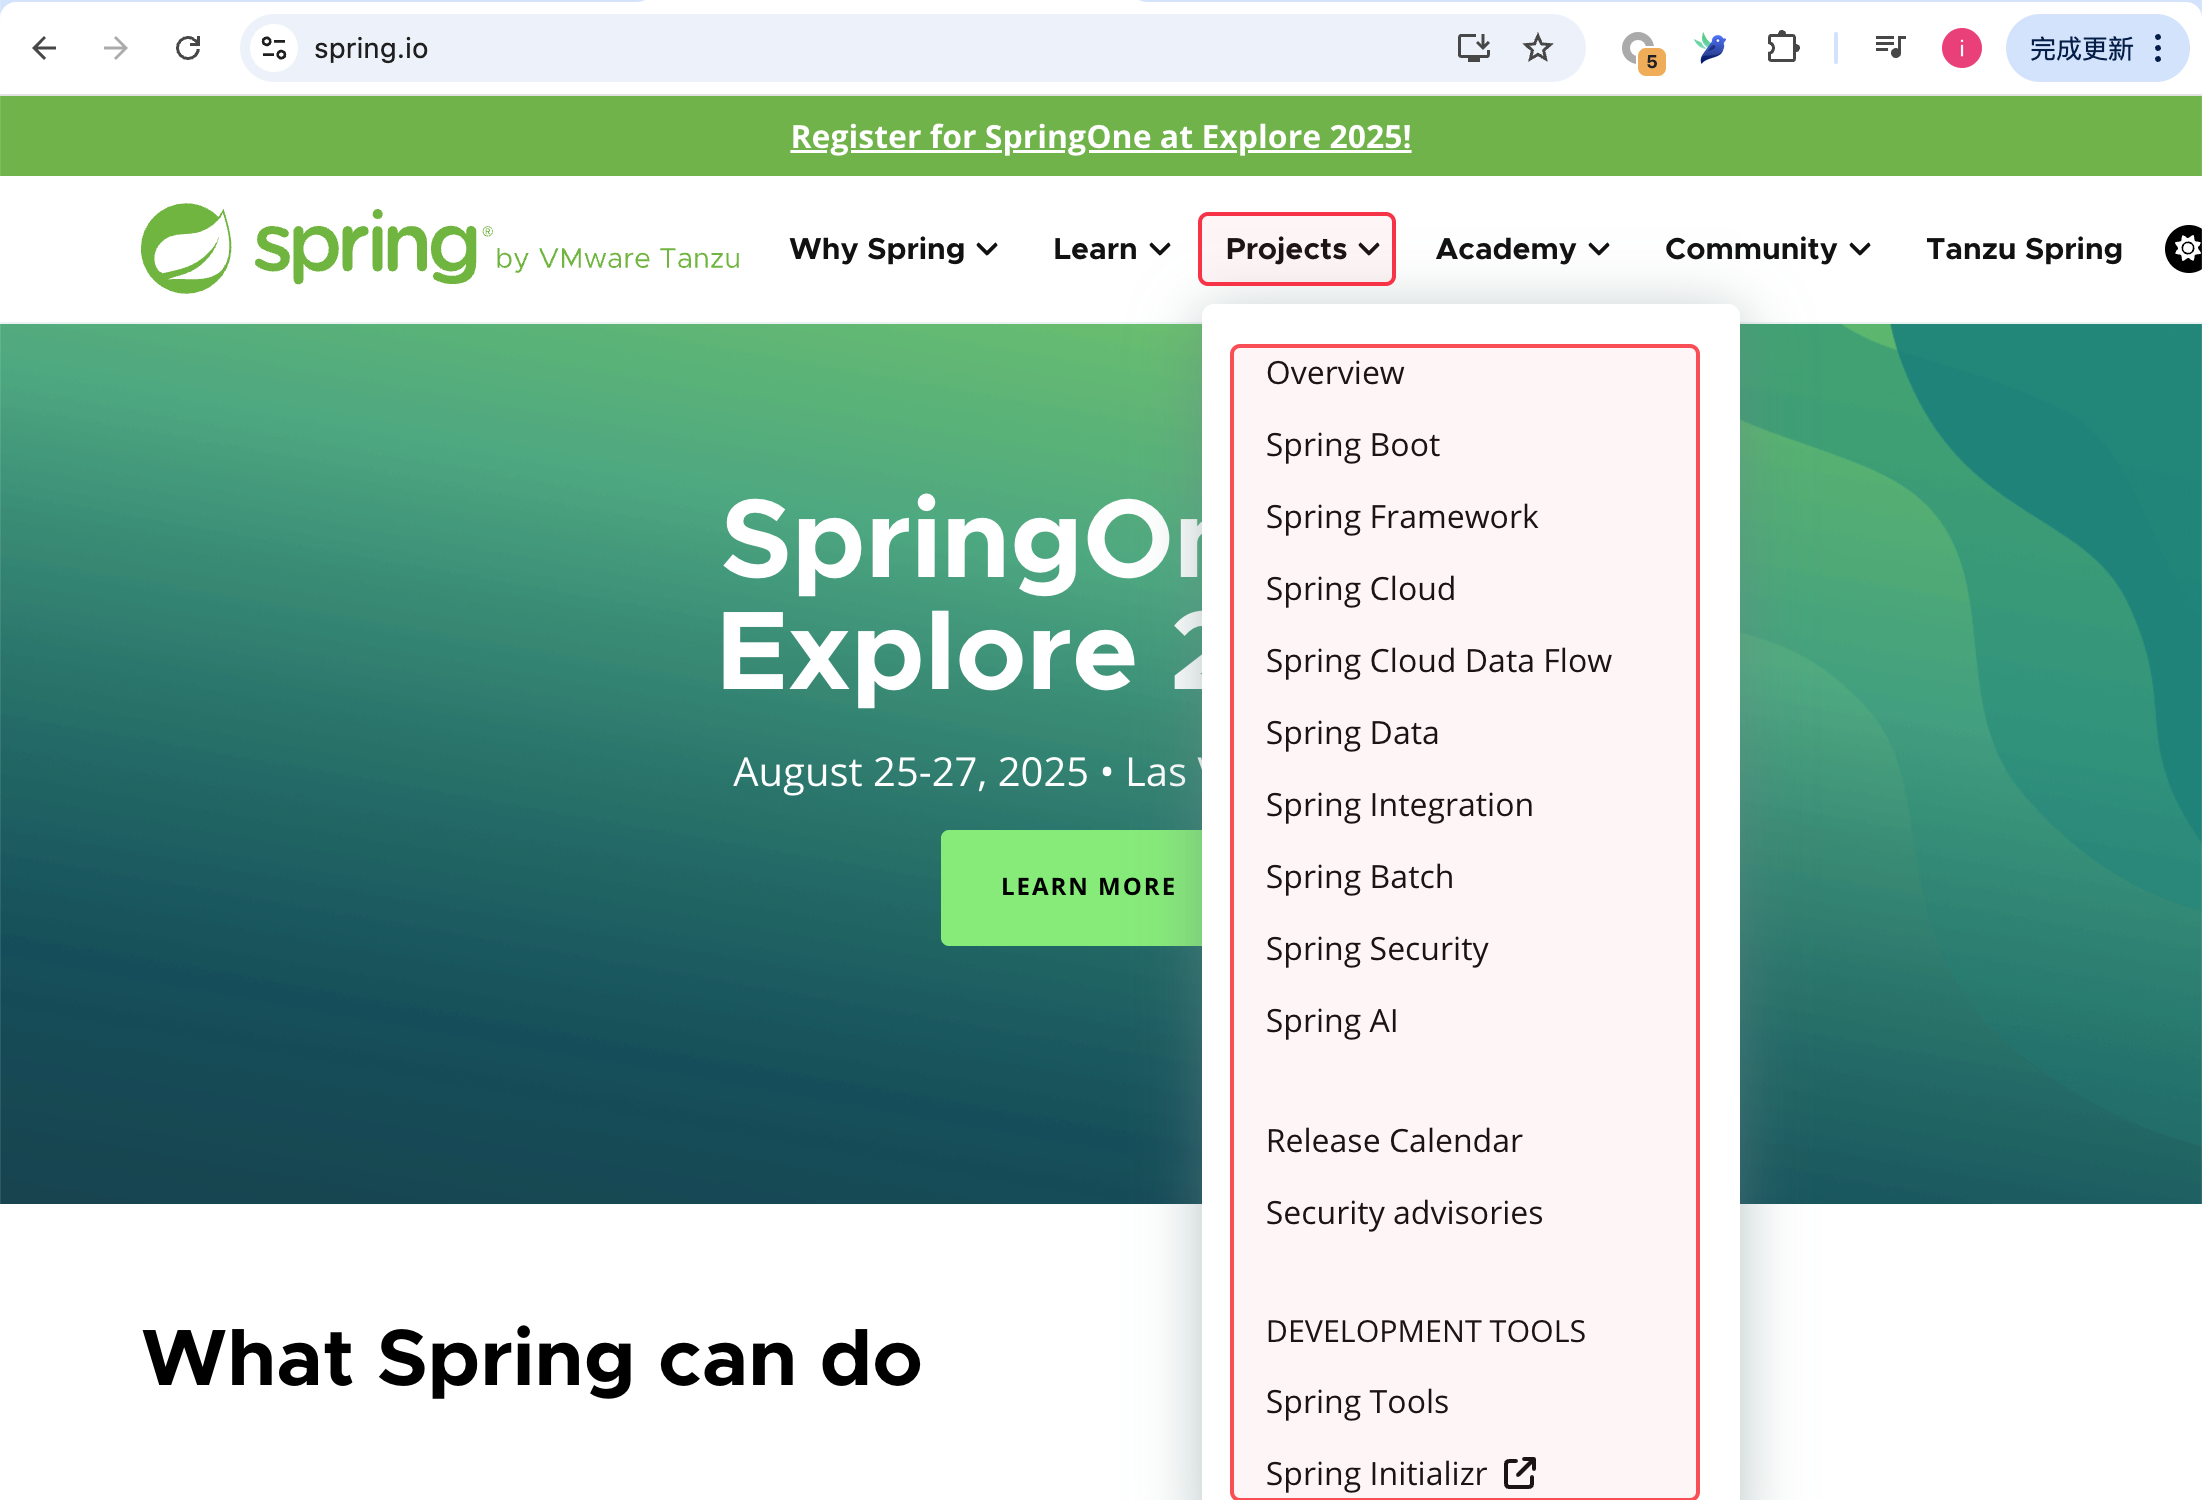 spring.io
5
i
完成更新
Register for SpringOne at Explore 2025!
spring® by VMware Tanzu
Why Spring
Learn
Projects
Academy
Community
Tanzu Spring
Overview
Spring Boot
Spring Framework
Spring Cloud
Spring Cloud Data Flow
Spring Data
Spring Integration
Spring Batch
Spring Security
Spring AI
Release Calendar
Security advisories
DEVELOPMENT TOOLS
Spring Tools
Spring Initializr
SpringO
Explore
August 25-27, 2025 • Las
LEARN MORE
What Spring can do